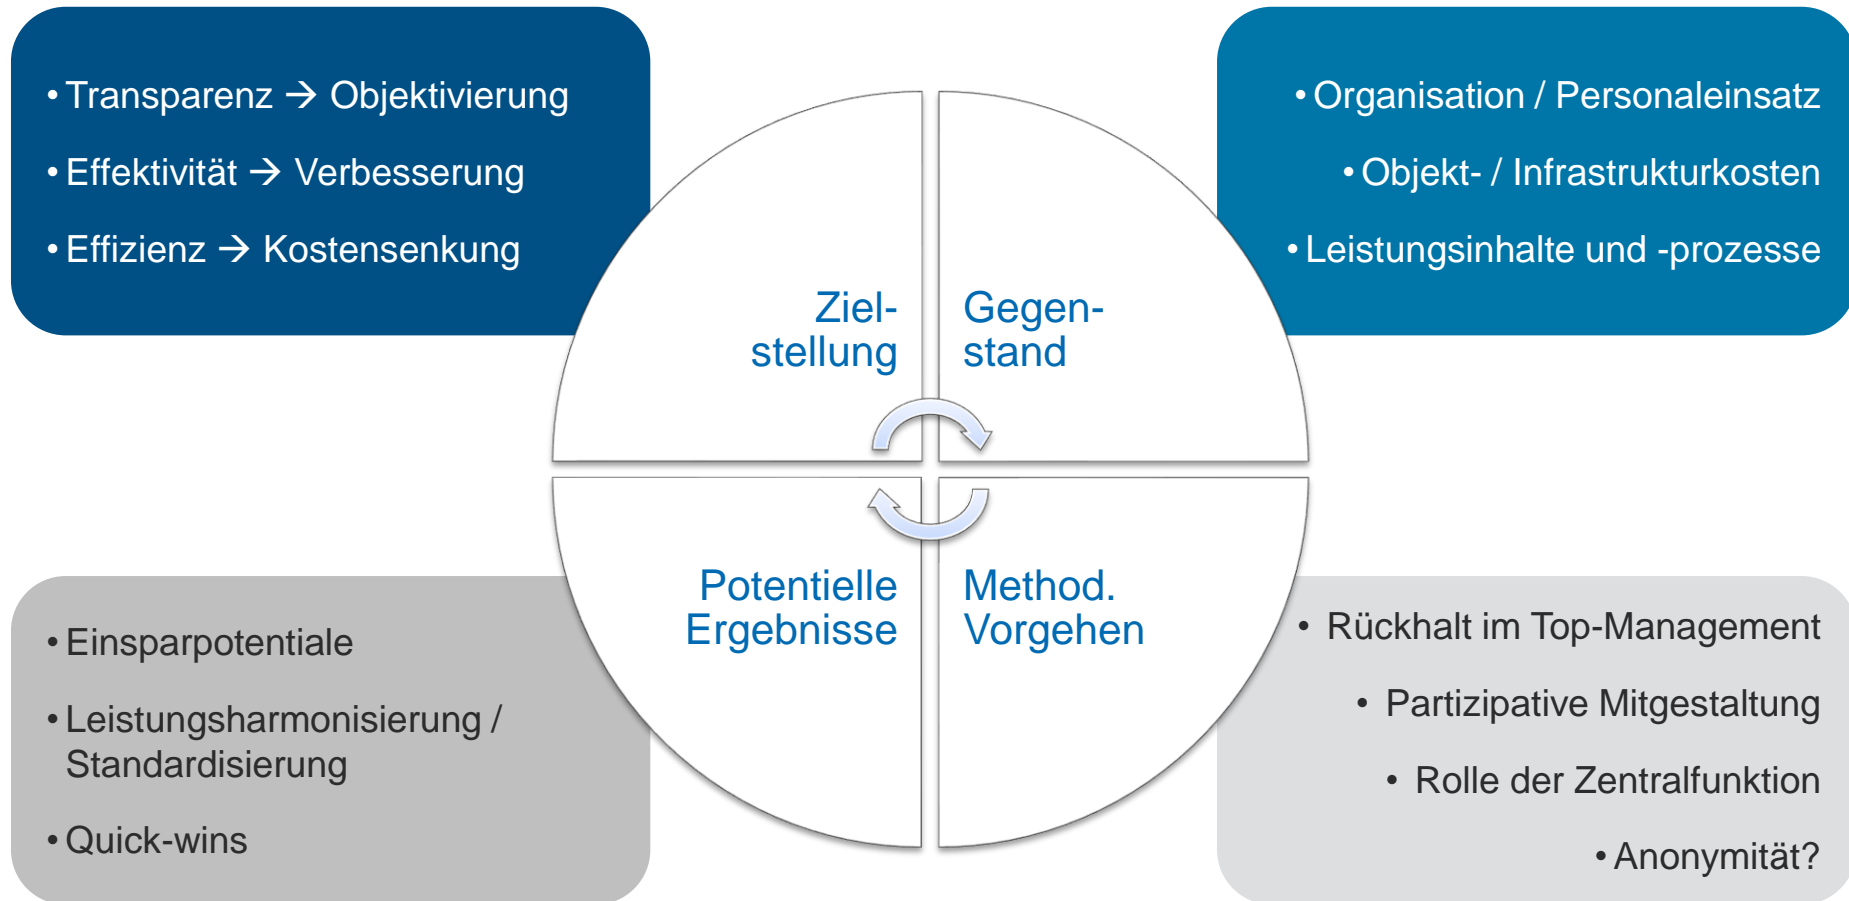 • Transparenz → Objektivierung
• Effektivität → Verbesserung
• Effizienz → Kostensenkung
• Organisation / Personaleinsatz
• Objekt- / Infrastrukturkosten
• Leistungsinhalte und -prozesse
Ziel-
stellung
Gegen-
stand
Potentielle
Ergebnisse
Method.
Vorgehen
• Einsparpotentiale
• Leistungsharmonisierung /
Standardisierung
• Quick-wins
• Rückhalt im Top-Management
• Partizipative Mitgestaltung
• Rolle der Zentralfunktion
• Anonymität?